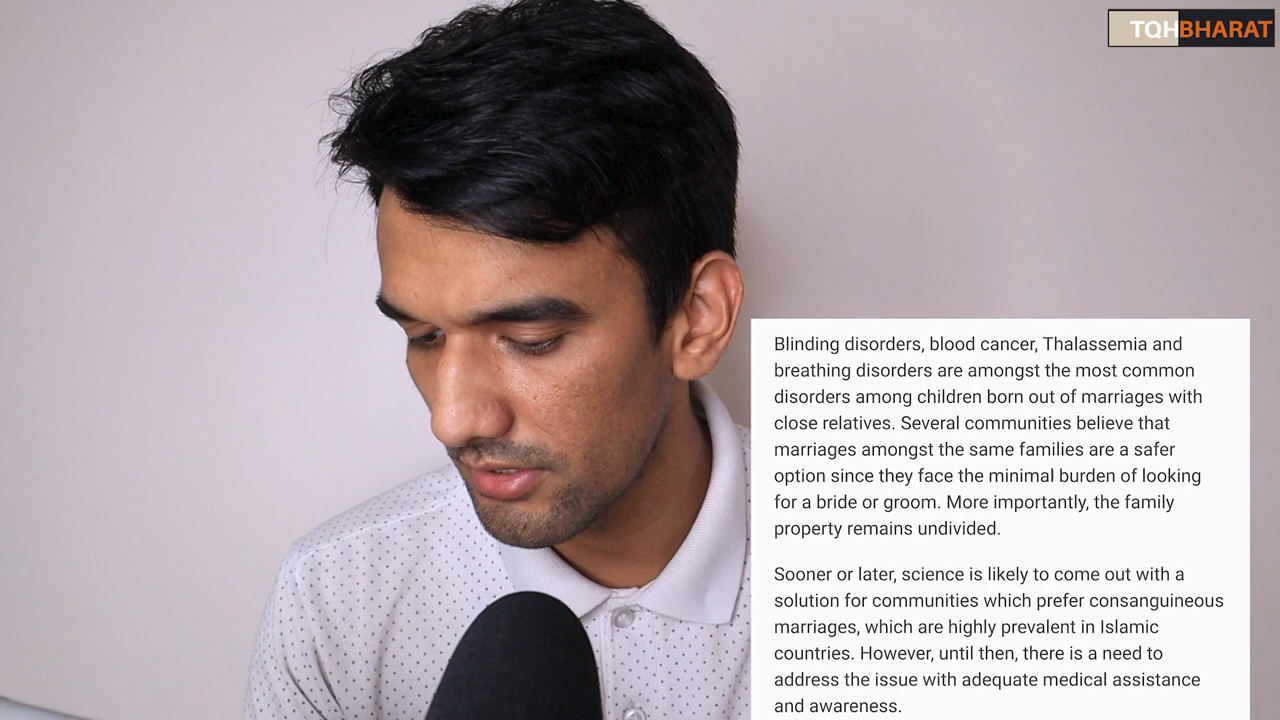 TQHBHARAT
Blinding disorders, blood cancer, Thalassemia and
breathing disorders are amongst the most common
disorders among children born out of marriages with
close relatives. Several communities believe that
marriages amongst the same families are a safer
option since they face the minimal burden of looking
for a bride or groom. More importantly, the family
property remains undivided.
Sooner or later, science is likely to come out with a
solution for communities which prefer consanguineous
marriages, which are highly prevalent in Islamic
countries. However, until then, there is a need to
address the issue with adequate medical assistance
and awareness.